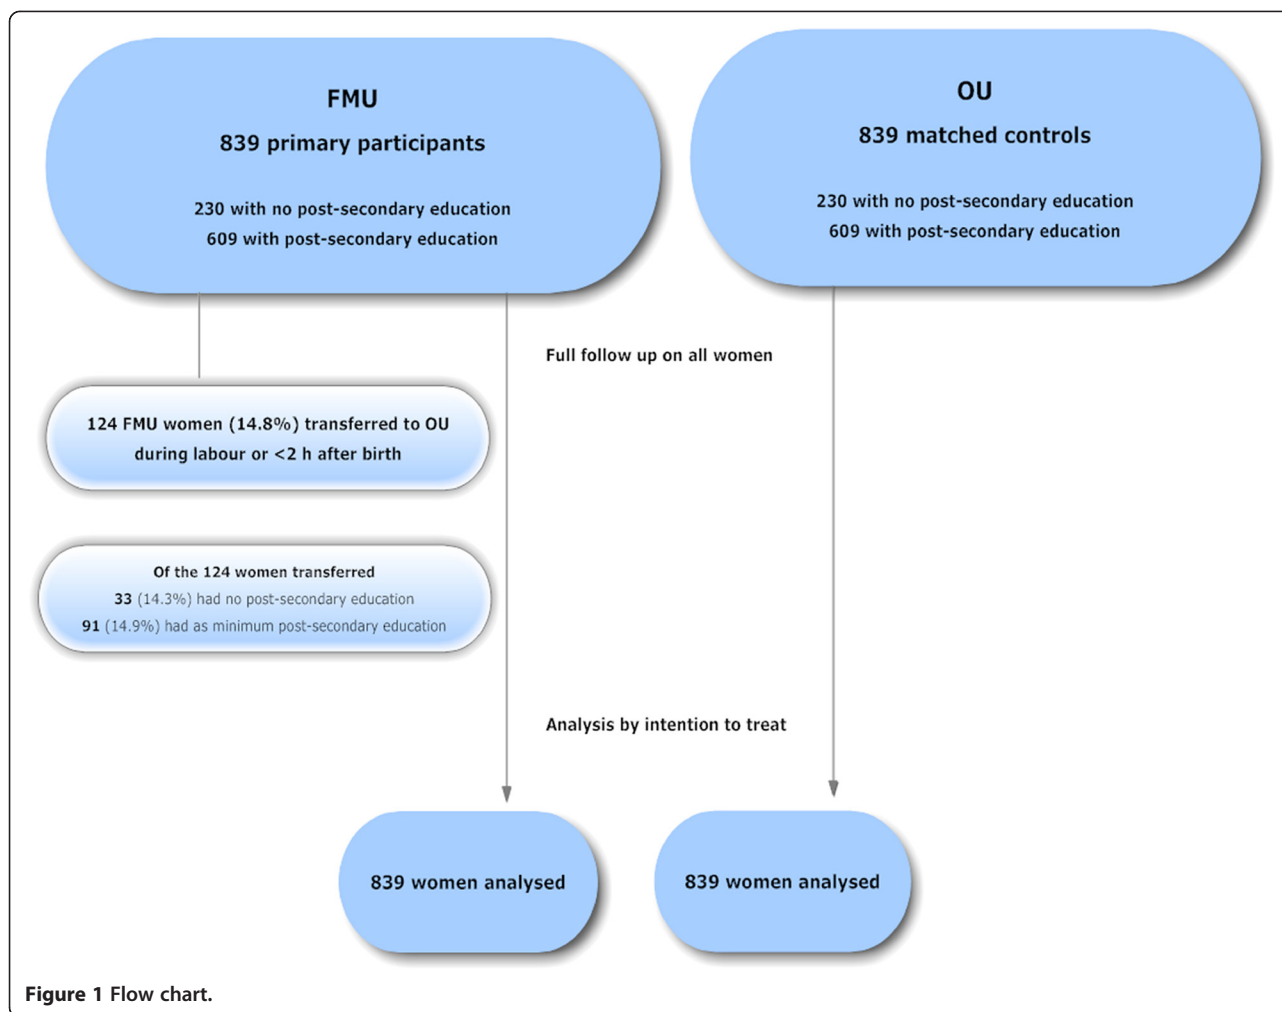 FMU
839 primary participants
230 with no post-secondary education
609 with post-secondary education
OU
839 matched controls
230 with no post-secondary education
609 with post-secondary education
Full follow up on all women
124 FMU women (14.8%) transferred to OU
during labour or <2 h after birth
Of the 124 women transferred
33 (14.3%) had no post-secondary education
91 (14.9%) had as minimum post-secondary education
Analysis by intention to treat
839 women analysed
839 women analysed
Figure 1 Flow chart.